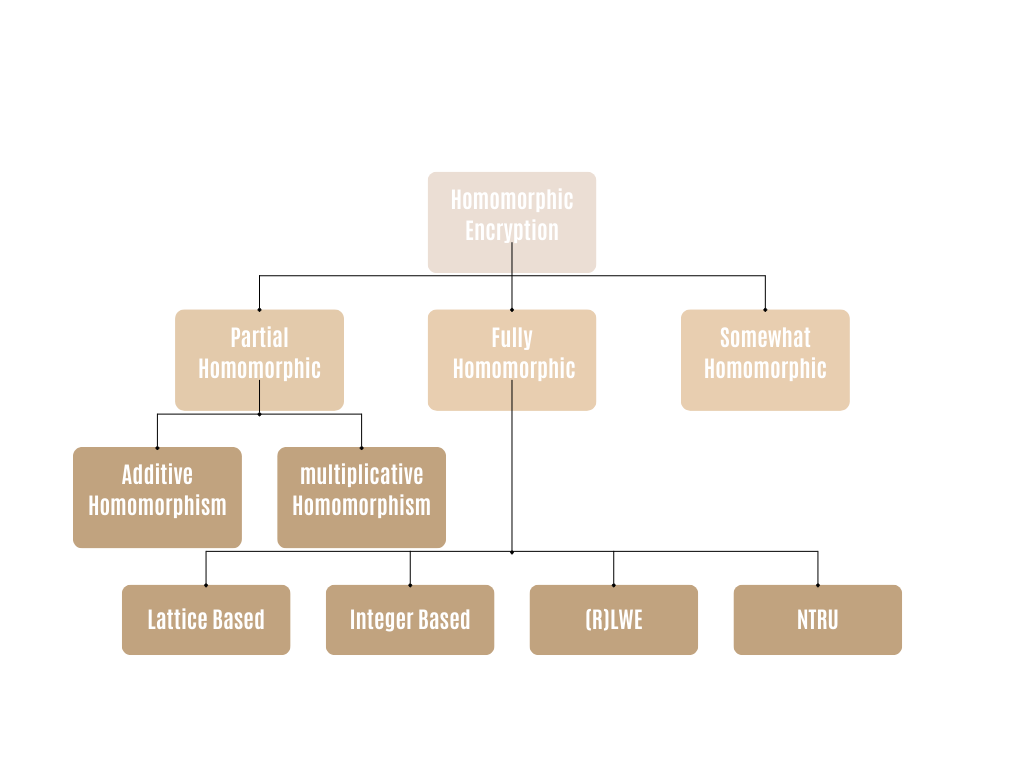 Homomorphic
Encryption
Partial
Homomorphic
Fully
Homomorphic
Somewhat
Homomorphic
Additive
Homomorphism
multiplicative
Homomorphism
Lattice Based
Integer Based
(R)LWE
NTRU